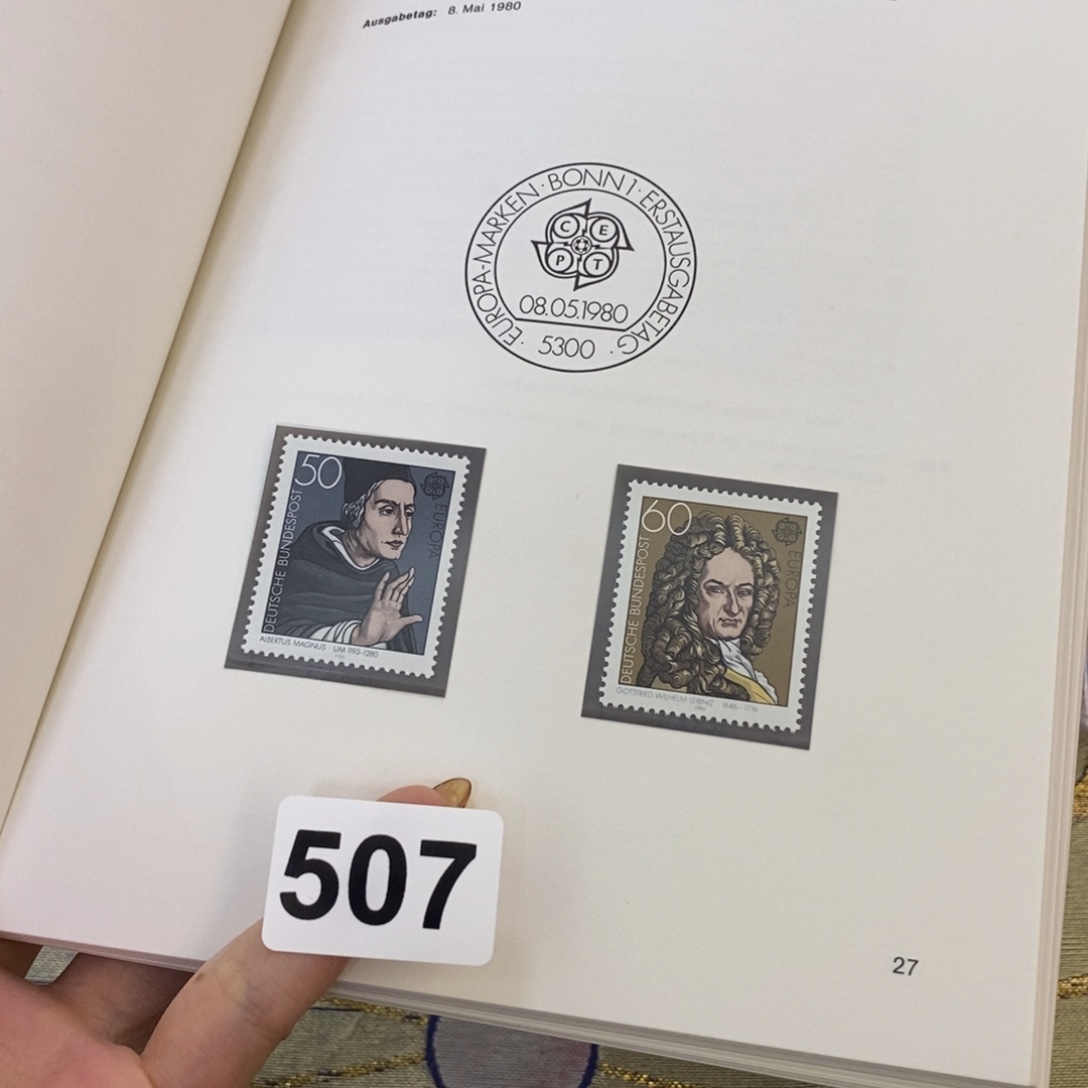 Ausgabetag: 8. Mai 1980
EUROPA-MARKEN · BONN 1 · ERSTAUSGABETAG
C E
P T
08.05.1980
· 5300 ·
50
DEUTSCHE BUNDESPOST
EUROPA
ALBERTUS MAGNUS · UM 1193–1280
60
DEUTSCHE BUNDESPOST
EUROPA
GOTTFRIED WILHELM LEIBNIZ · 1646–1716
507
27